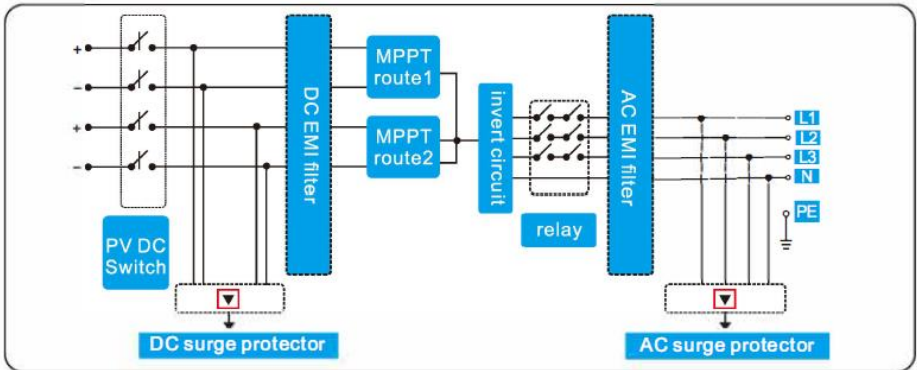 +
−
+
−
PV DC
Switch
DC EMI filter
MPPT
route1
MPPT
route2
invert circuit
relay
AC EMI filter
L1
L2
L3
N
PE
DC surge protector
AC surge protector